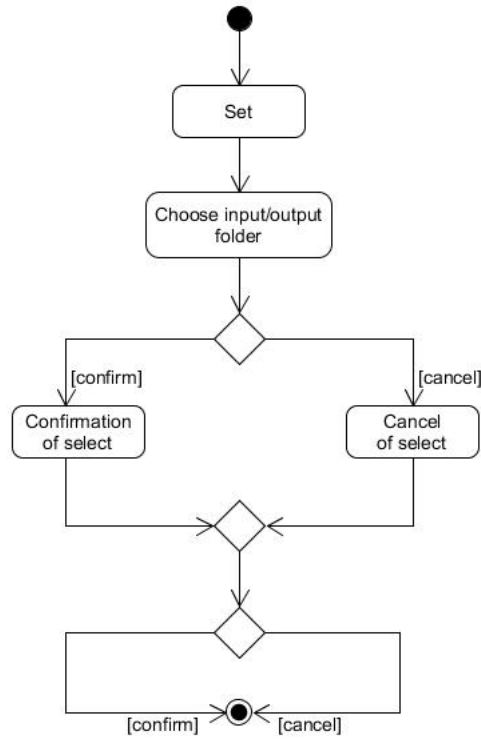 Set
Choose input/output
folder
[confirm]
[cancel]
Confirmation
of select
Cancel
of select
[confirm]
[cancel]